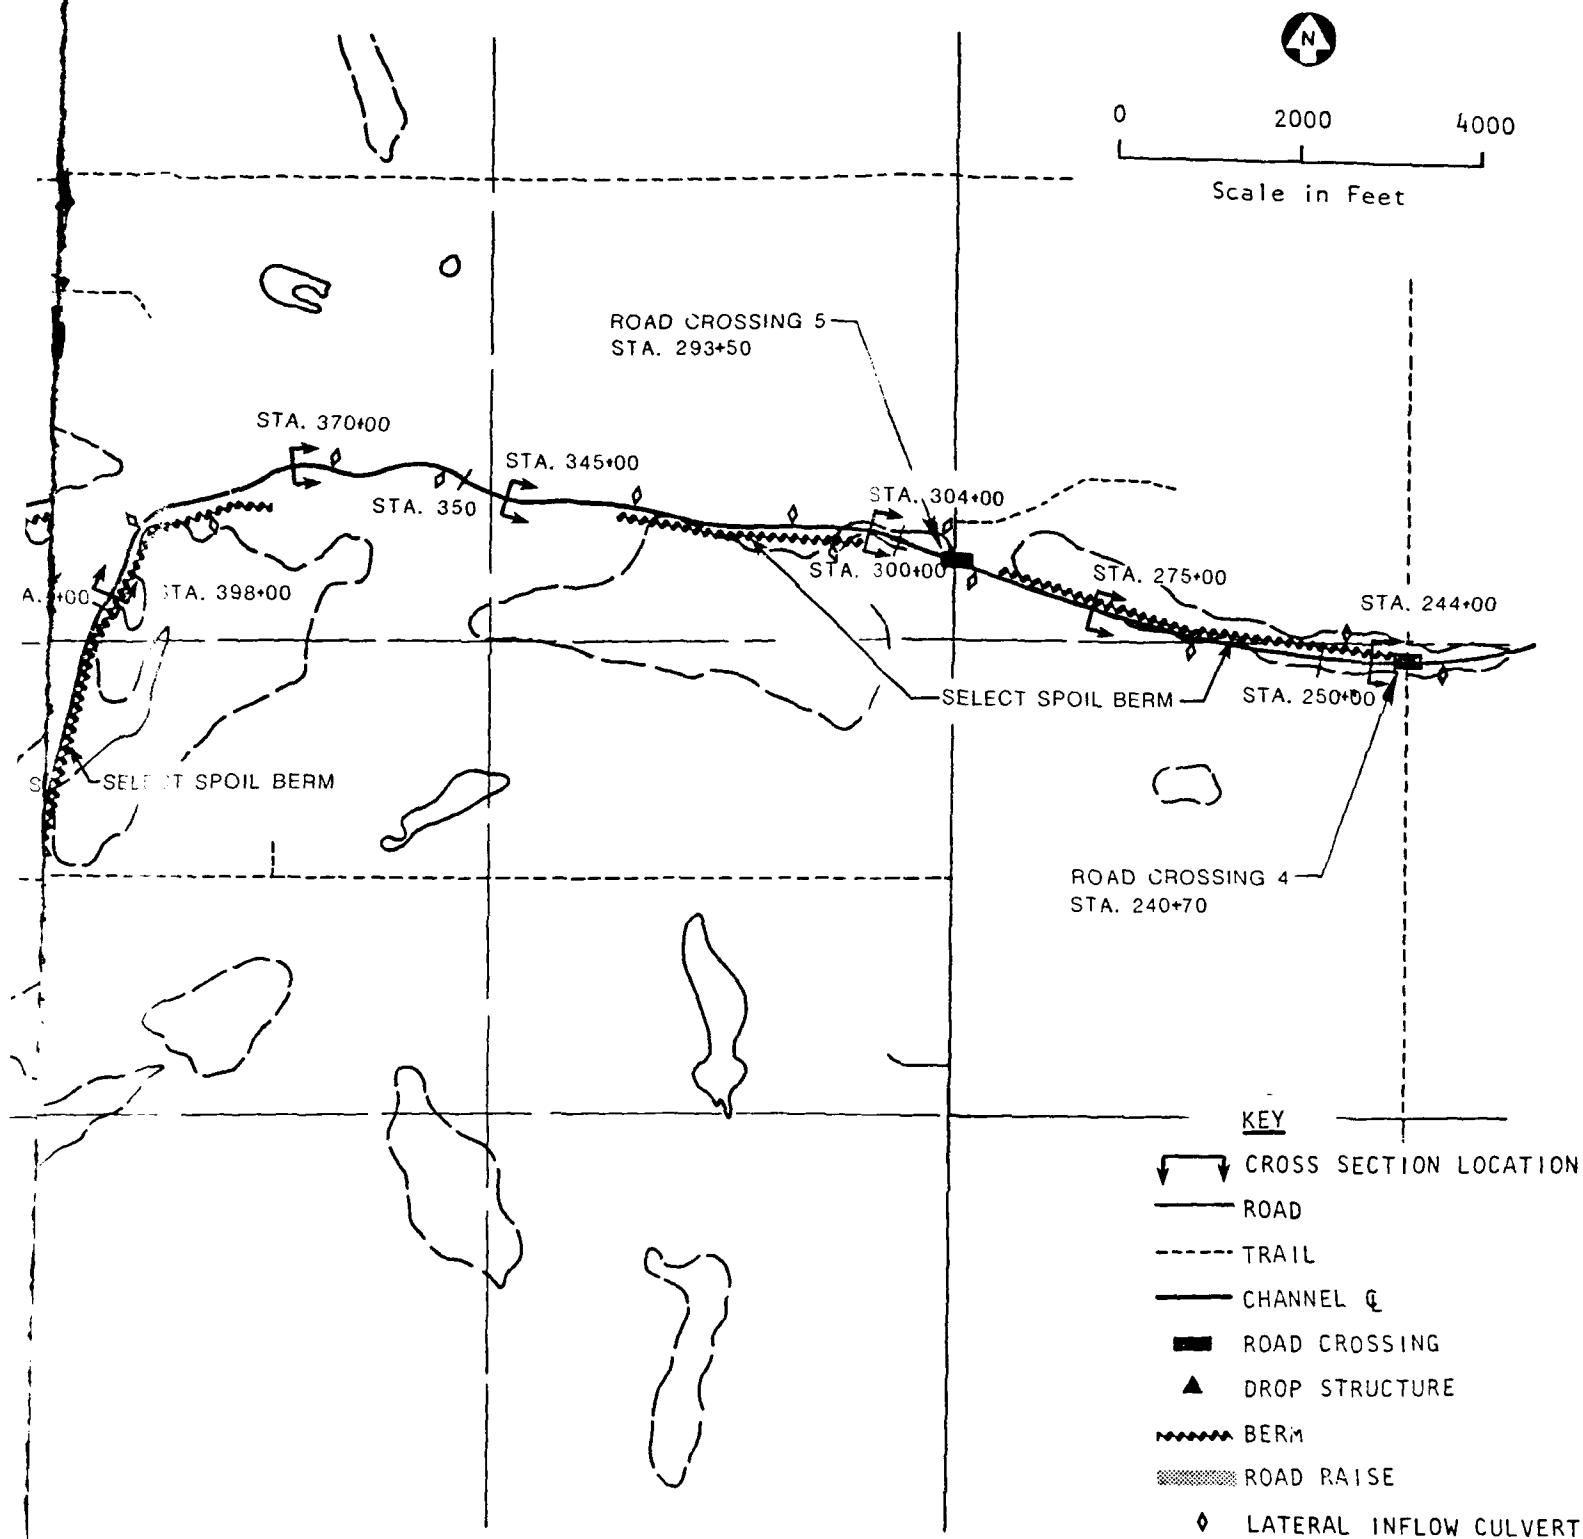 N
0 2000 4000
Scale in Feet
ROAD CROSSING 5
STA. 293+50
STA. 370+00
STA. 345+00
STA. 350
STA. 304+00
STA. 300+00
STA. 275+00
STA. 244+00
STA. 398+00
SELECT SPOIL BERM
STA. 250+00
SELECT SPOIL BERM
ROAD CROSSING 4
STA. 240+70
KEY
CROSS SECTION LOCATION
ROAD
TRAIL
CHANNEL ℄
ROAD CROSSING
DROP STRUCTURE
BERM
ROAD RAISE
LATERAL INFLOW CULVERT